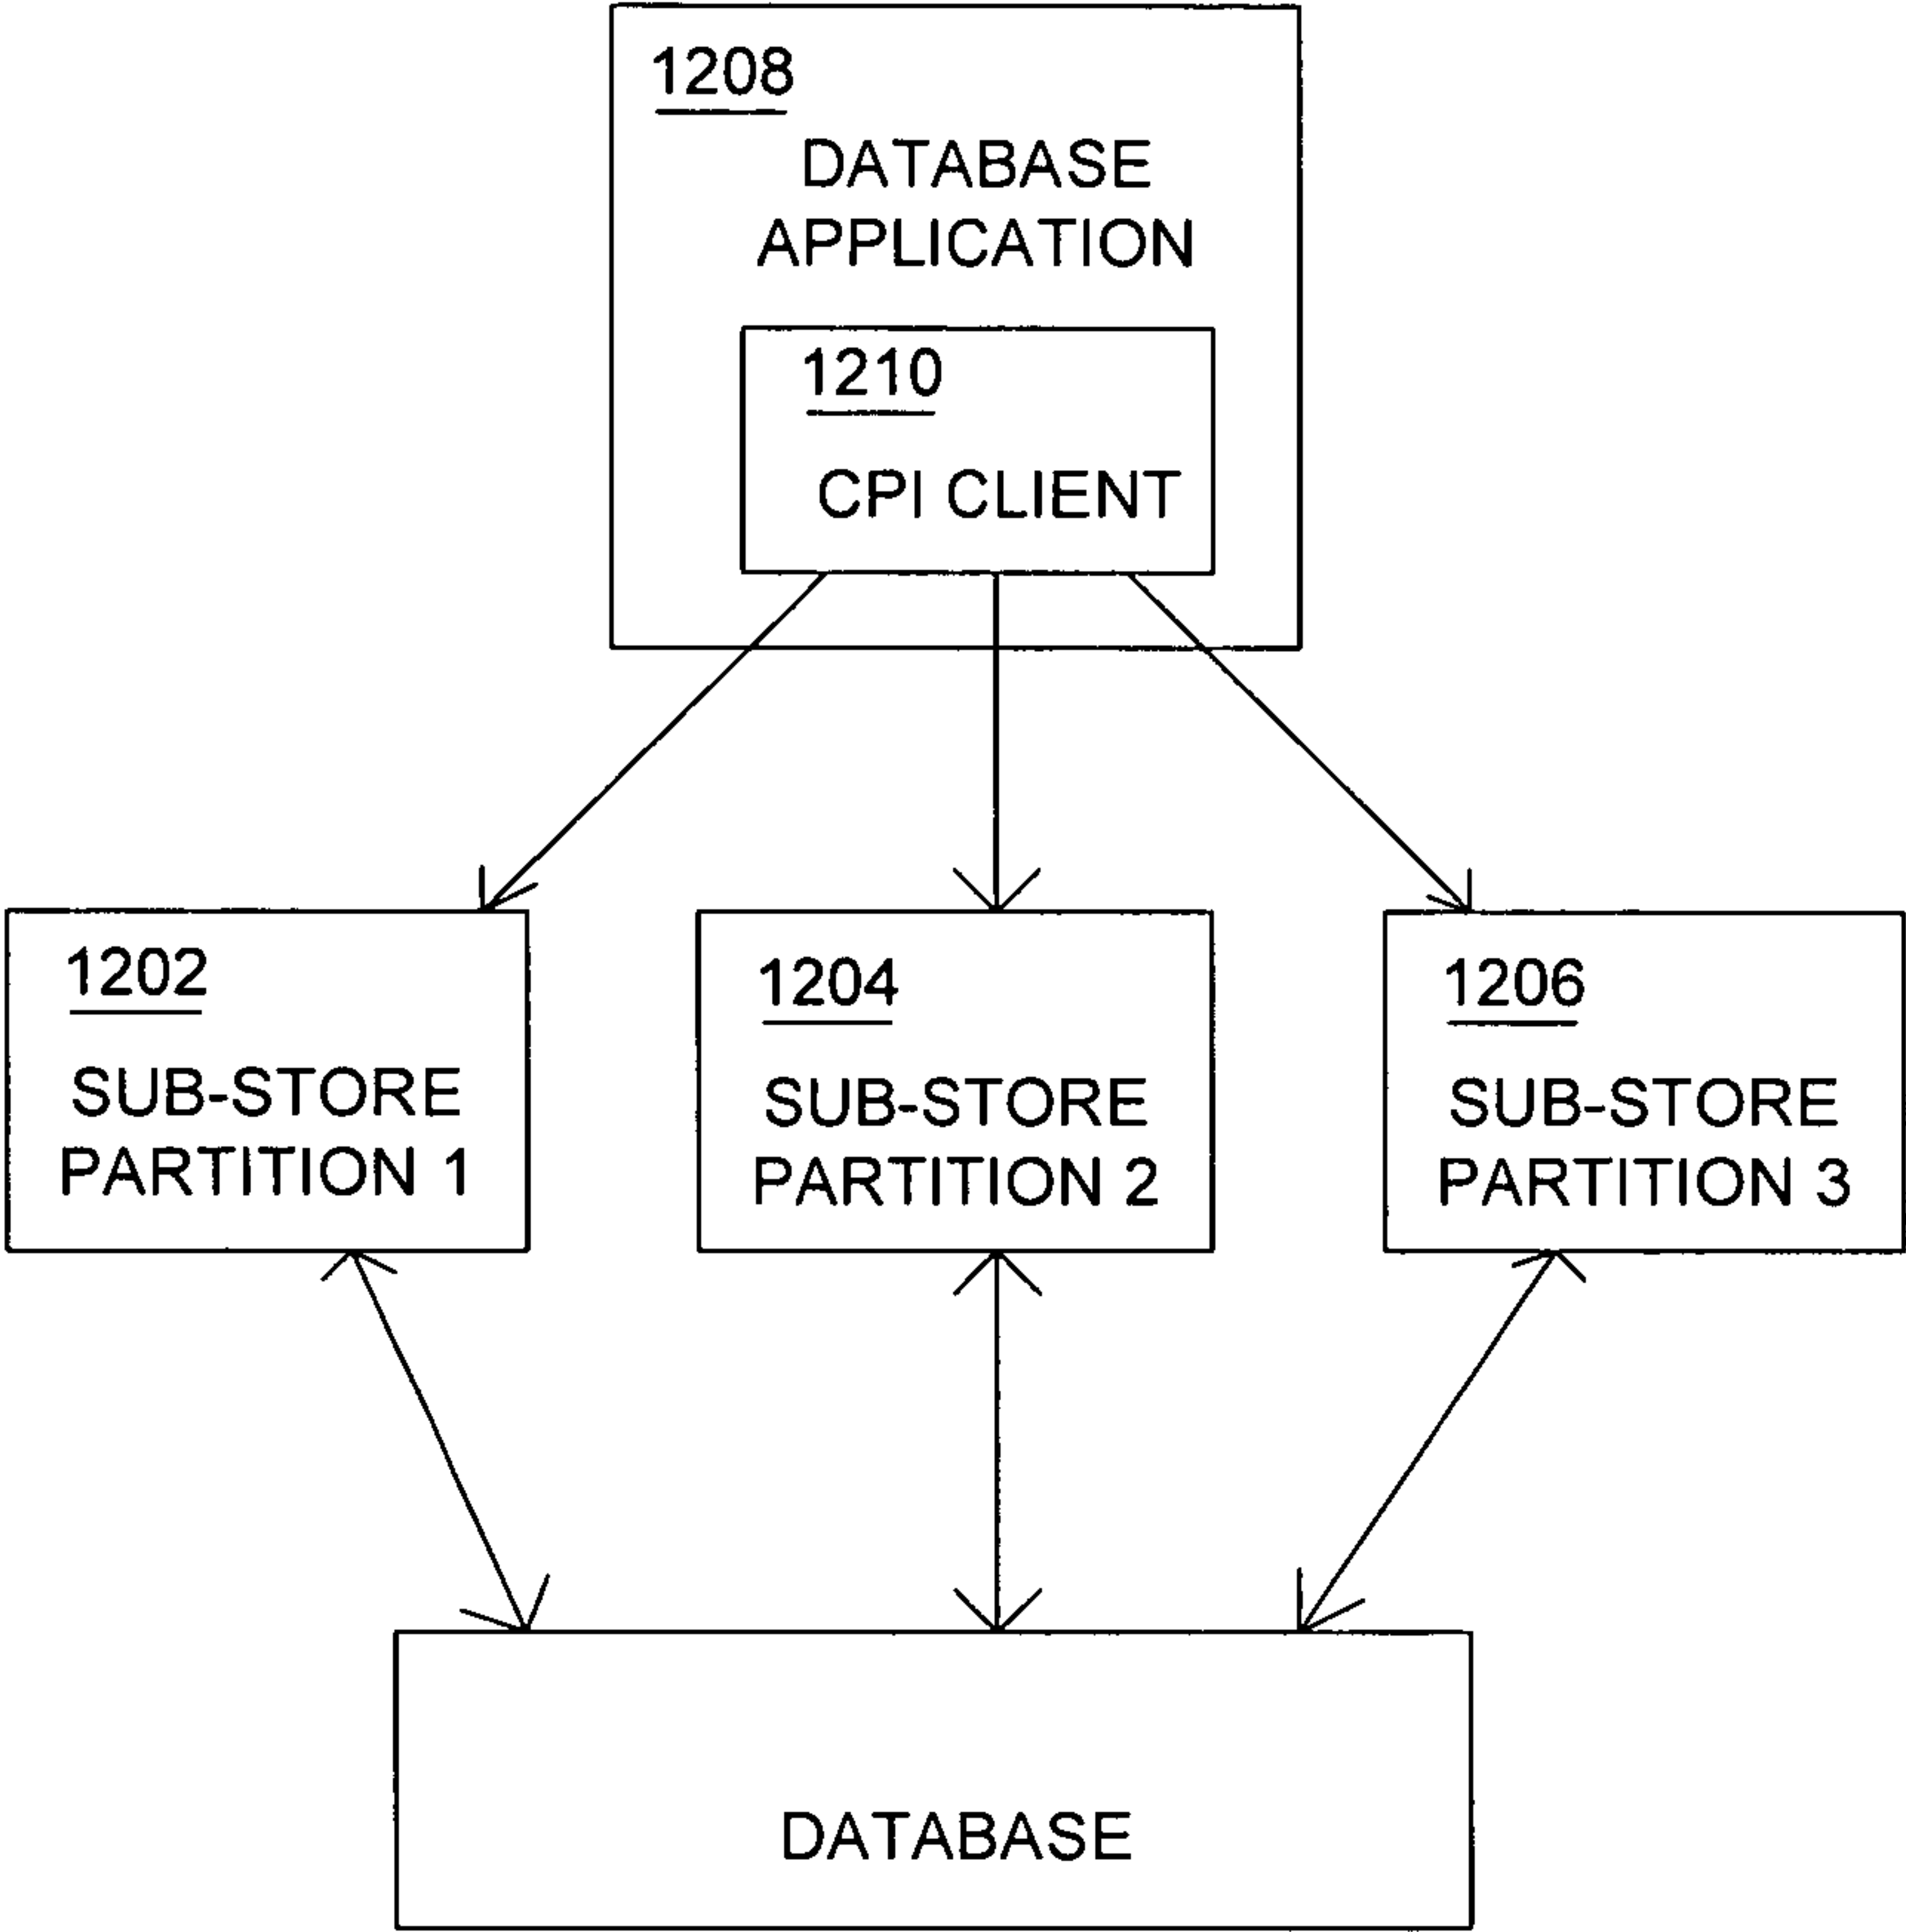 1208
DATABASE
APPLICATION
1210
CPI CLIENT
1202
SUB-STORE
PARTITION 1
1204
SUB-STORE
PARTITION 2
1206
SUB-STORE
PARTITION 3
DATABASE